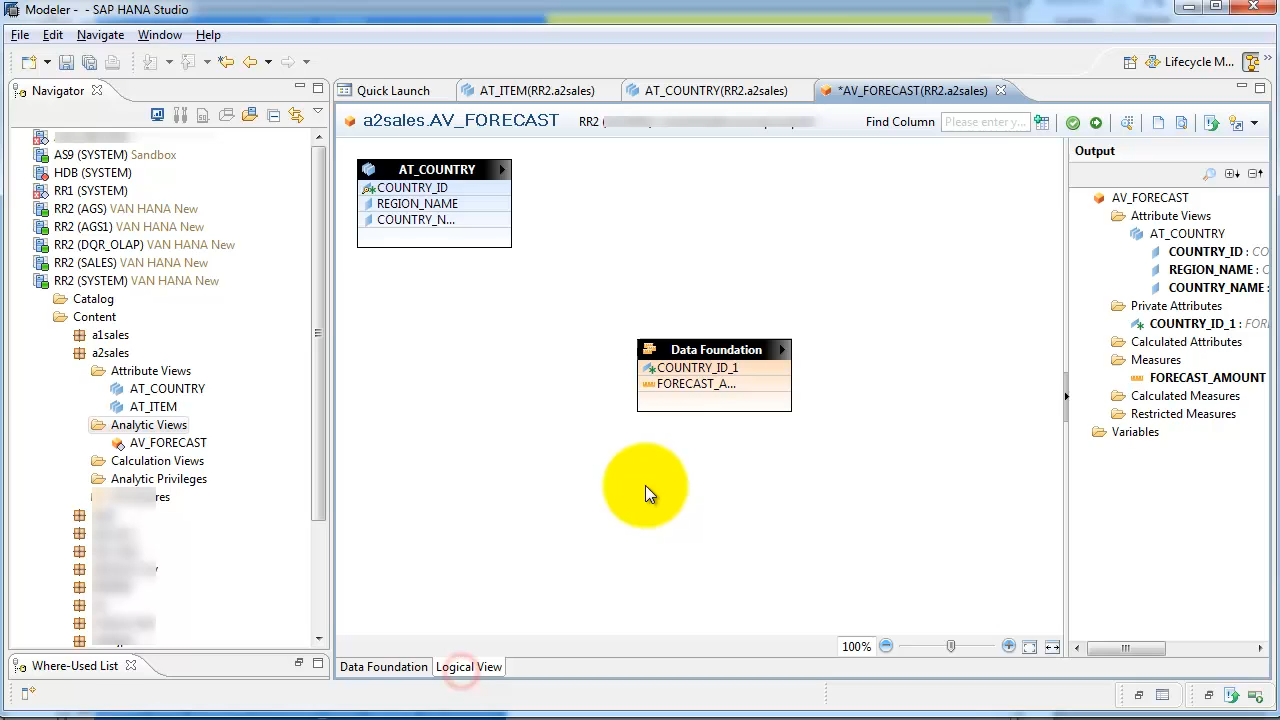 Modeler - - SAP HANA Studio
File Edit Navigate Window Help
Lifecycle M...
Navigator
AS9 (SYSTEM) Sandbox
HDB (SYSTEM)
RR1 (SYSTEM)
RR2 (AGS) VAN HANA New
RR2 (AGS1) VAN HANA New
RR2 (DQR_OLAP) VAN HANA New
RR2 (SALES) VAN HANA New
RR2 (SYSTEM) VAN HANA New
Catalog
Content
a1sales
a2sales
Attribute Views
AT_COUNTRY
AT_ITEM
Analytic Views
AV_FORECAST
Calculation Views
Analytic Privileges
Where-Used List
Quick Launch
AT_ITEM(RR2.a2sales)
AT_COUNTRY(RR2.a2sales)
*AV_FORECAST(RR2.a2sales)
a2sales.AV_FORECAST
RR2 (
Find Column
Please enter...
AT_COUNTRY
COUNTRY_ID
REGION_NAME
COUNTRY_N...
Data Foundation
COUNTRY_ID_1
FORECAST_A...
100%
Data Foundation
Logical View
Output
AV_FORECAST
Attribute Views
AT_COUNTRY
COUNTRY_ID : CO
REGION_NAME :
COUNTRY_NAME :
Private Attributes
COUNTRY_ID_1 : FORE
Calculated Attributes
Measures
FORECAST_AMOUNT
Calculated Measures
Restricted Measures
Variables